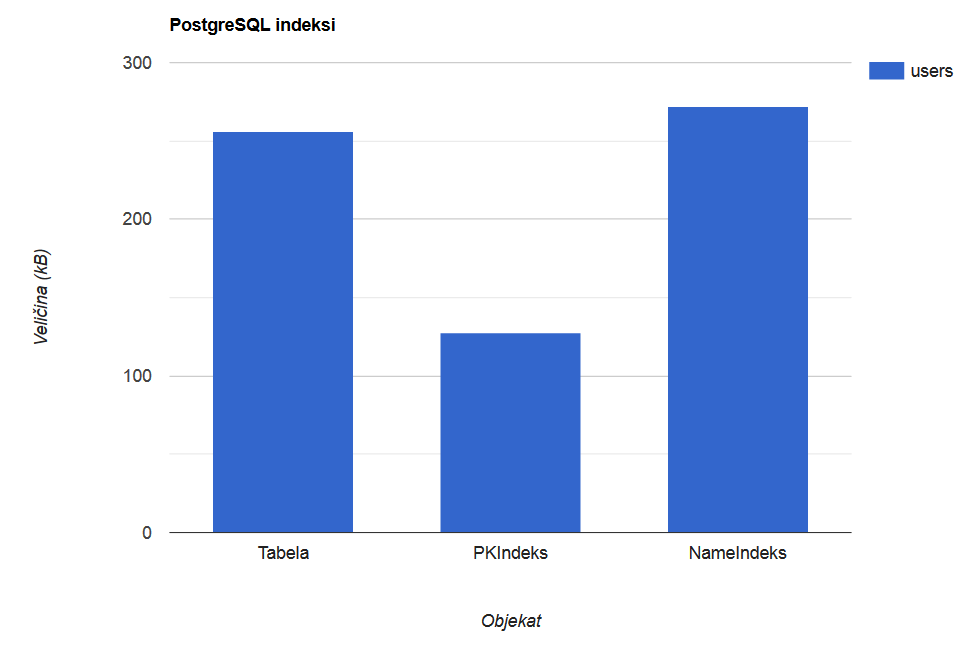 PostgreSQL indeksi
users
300
200
100
0
Veličina (kB)
Tabela
PKIndeks
NameIndeks
Objekat